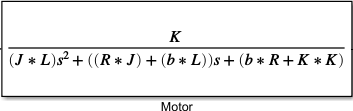 K
(J * L)s² + ((R * J) + (b * L))s + (b * R + K * K)
Motor